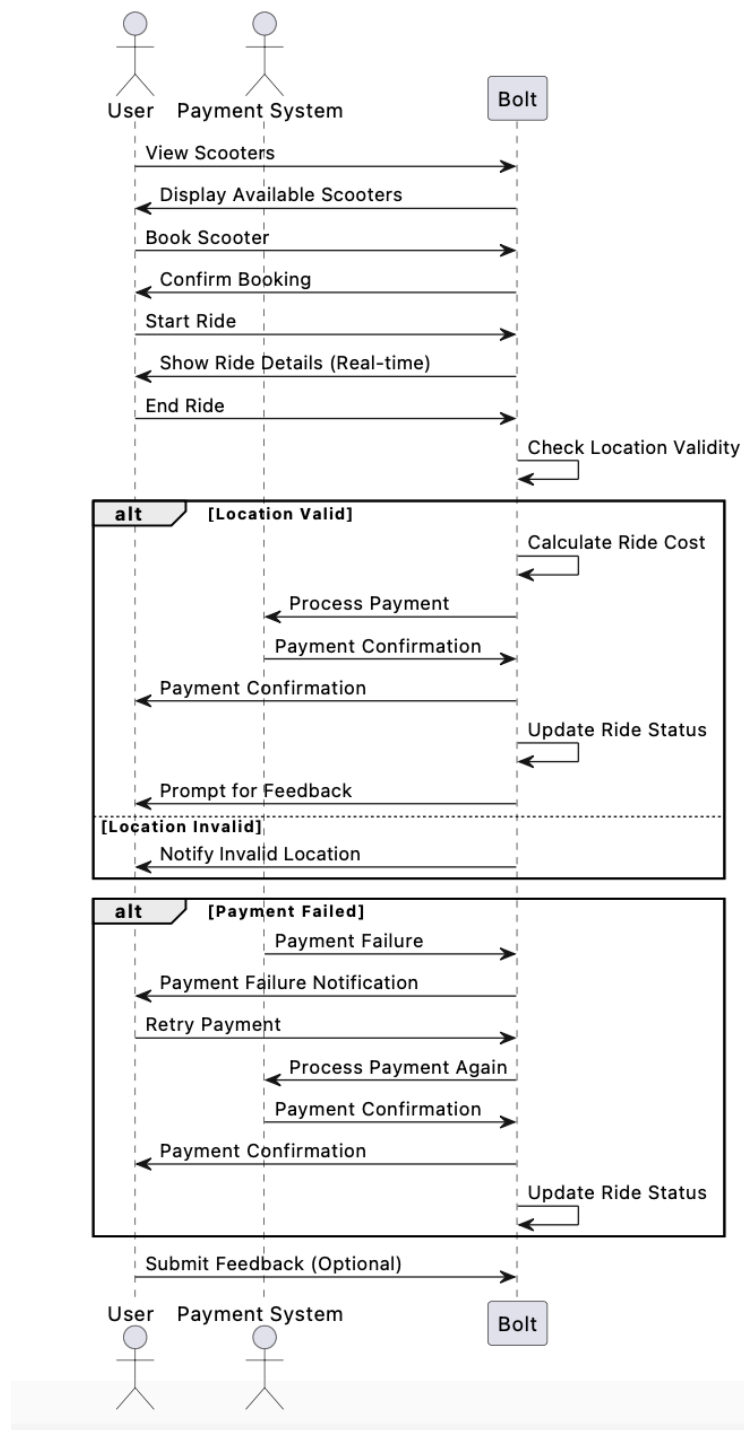 User Payment System Bolt
View Scooters
Display Available Scooters
Book Scooter
Confirm Booking
Start Ride
Show Ride Details (Real-time)
End Ride
Check Location Validity
alt [Location Valid]
Calculate Ride Cost
Process Payment
Payment Confirmation
Payment Confirmation
Update Ride Status
Prompt for Feedback
[Location Invalid]
Notify Invalid Location
alt [Payment Failed]
Payment Failure
Payment Failure Notification
Retry Payment
Process Payment Again
Payment Confirmation
Payment Confirmation
Update Ride Status
Submit Feedback (Optional)
User Payment System Bolt